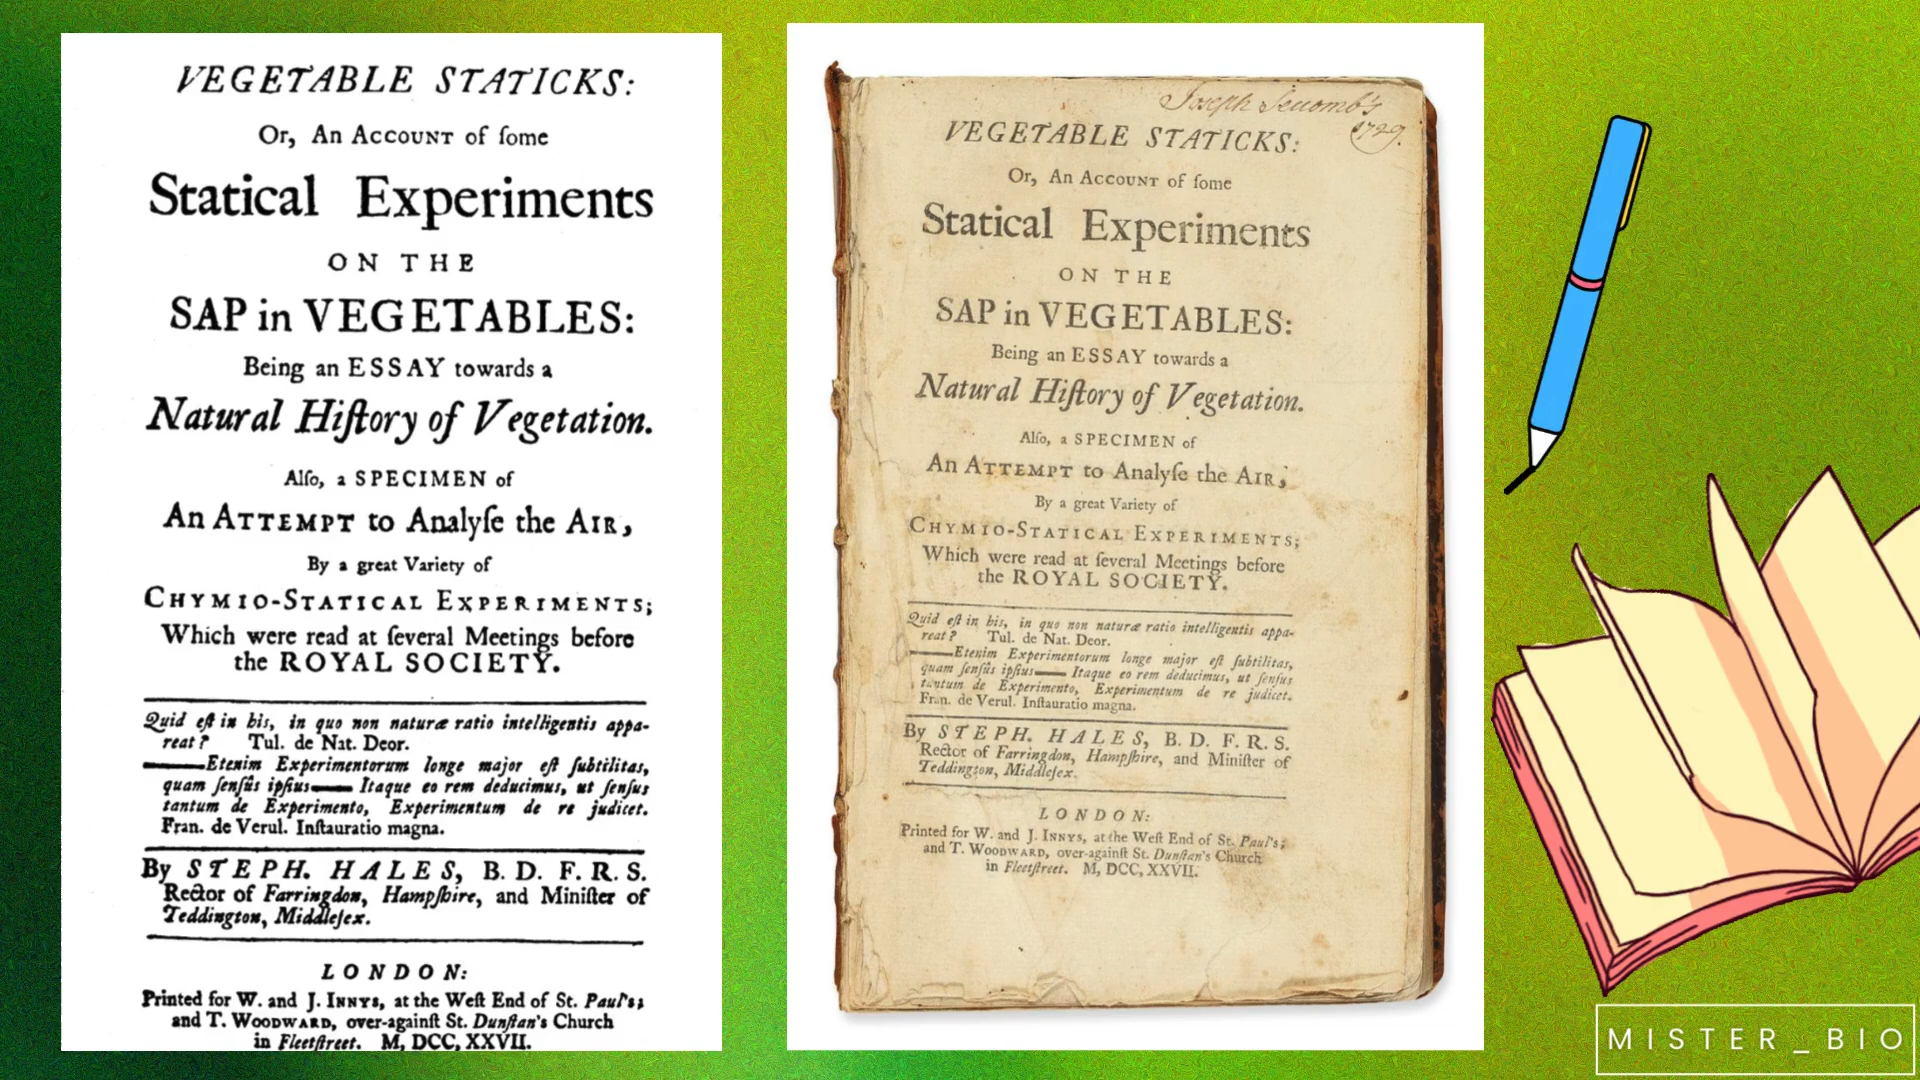 VEGETABLE STATICKS:
Or, An ACCOUNT of ſome
Statical Experiments
ON THE
SAP in VEGETABLES:
Being an ESSAY towards a
Natural Hiſtory of Vegetation.
Alſo, a SPECIMEN of
An ATTEMPT to Analyſe the AIR,
By a great Variety of
CHYMIO-STATICAL EXPERIMENTS;
Which were read at ſeveral Meetings before
the ROYAL SOCIETY.
Quid eſt in his, in quo non naturæ ratio intelligentis appa-
reat? Tul. de Nat. Deor.
——Etenim Experimentorum longe major eſt ſubtilitas,
quam ſenſûs ipſius—— Itaque eo rem deducimus, ut ſenſus
tantum de Experimento, Experimentum de re judicet.
Fran. de Verul. Inſtauratio magna.
By STEPH. HALES, B. D. F. R. S.
Rector of Farringdon, Hampſhire, and Miniſter of
Teddington, Middleſex.
LONDON:
Printed for W. and J. INNYS, at the Weſt End of St. Paul's;
and T. WOODWARD, over-againſt St. Dunſtan's Church
in Fleetſtreet. M, DCC, XXVII.
Joseph Secomb's
1729.
VEGETABLE STATICKS:
Or, An ACCOUNT of ſome
Statical Experiments
ON THE
SAP in VEGETABLES:
Being an ESSAY towards a
Natural Hiſtory of Vegetation.
Alſo, a SPECIMEN of
An ATTEMPT to Analyſe the AIR,
By a great Variety of
CHYMIO-STATICAL EXPERIMENTS;
Which were read at ſeveral Meetings before
the ROYAL SOCIETY.
Quid eſt in his, in quo non naturæ ratio intelligentis appa-
reat? Tul. de Nat. Deor.
——Etenim Experimentorum longe major eſt ſubtilitas,
quam ſenſûs ipſius—— Itaque eo rem deducimus, ut ſenſus
tantum de Experimento, Experimentum de re judicet.
Fran. de Verul. Inſtauratio magna.
By STEPH. HALES, B. D. F. R. S.
Rector of Farringdon, Hampſhire, and Miniſter of
Teddington, Middleſex.
LONDON:
Printed for W. and J. INNYS, at the Weſt End of St. Paul's;
and T. WOODWARD, over-againſt St. Dunſtan's Church
in Fleetſtreet. M, DCC, XXVII.
MISTER_BIO